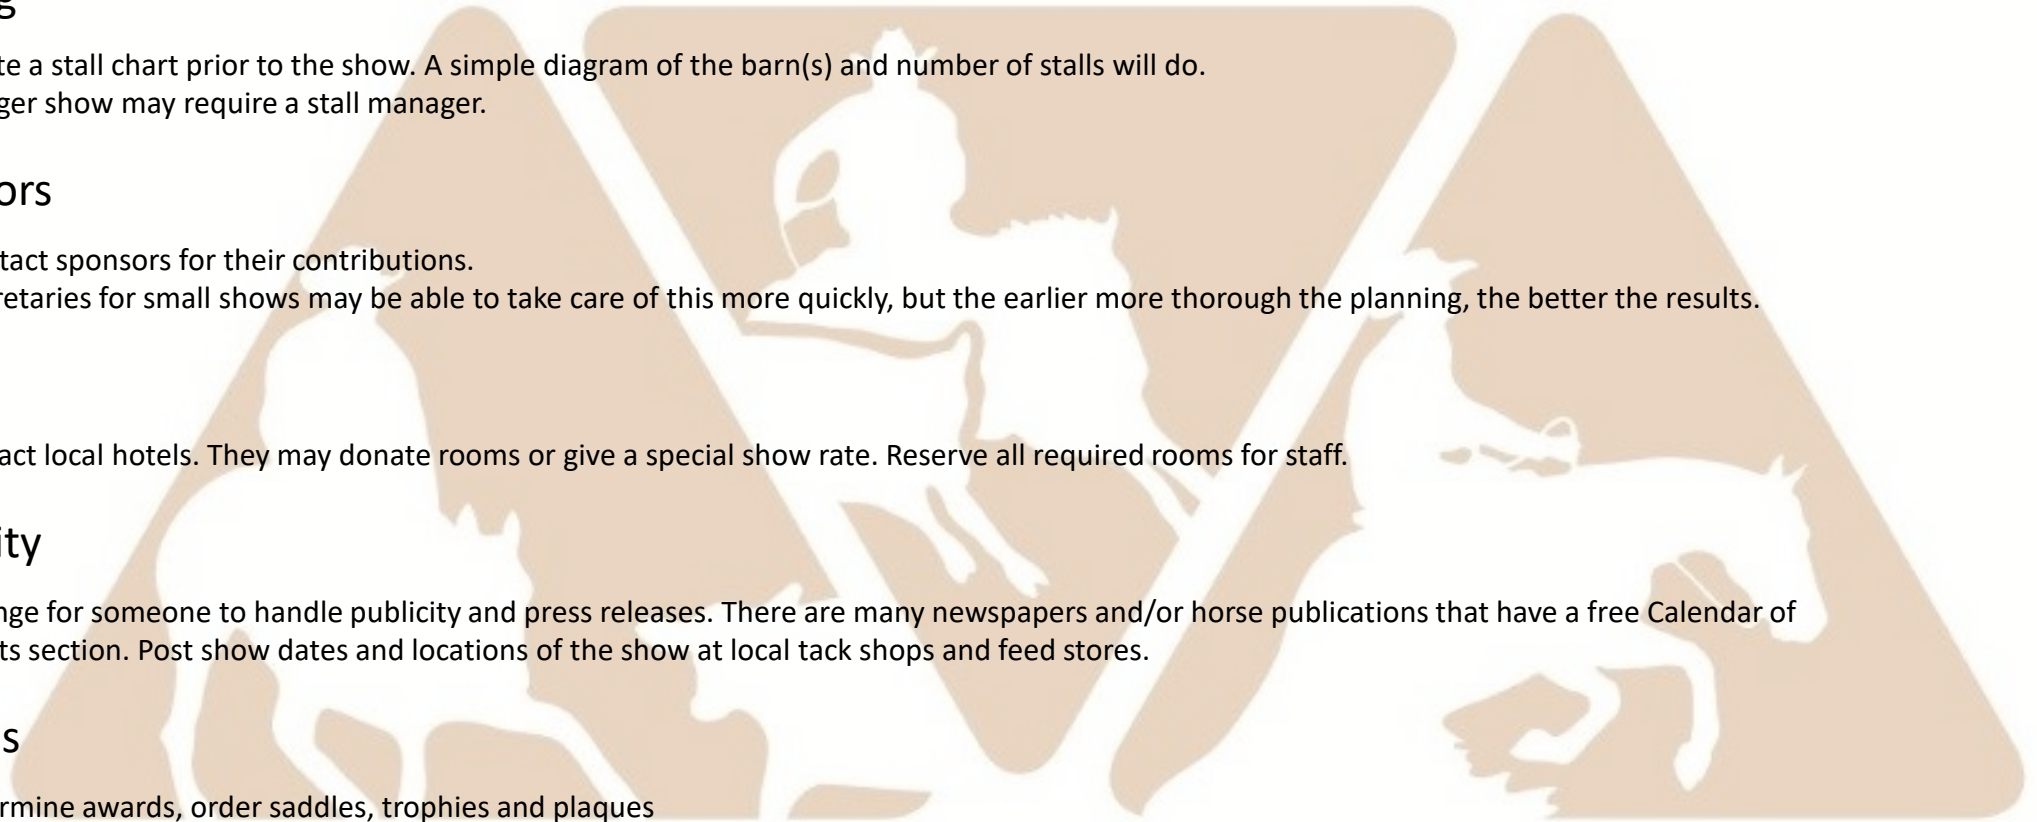 g
te a stall chart prior to the show. A simple diagram of the barn(s) and number of stalls will do.
ger show may require a stall manager.
ors
tact sponsors for their contributions.
retaries for small shows may be able to take care of this more quickly, but the earlier more thorough the planning, the better the results.
act local hotels. They may donate rooms or give a special show rate. Reserve all required rooms for staff.
ity
nge for someone to handle publicity and press releases. There are many newspapers and/or horse publications that have a free Calendar of
ts section. Post show dates and locations of the show at local tack shops and feed stores.
s
rmine awards, order saddles, trophies and plaques